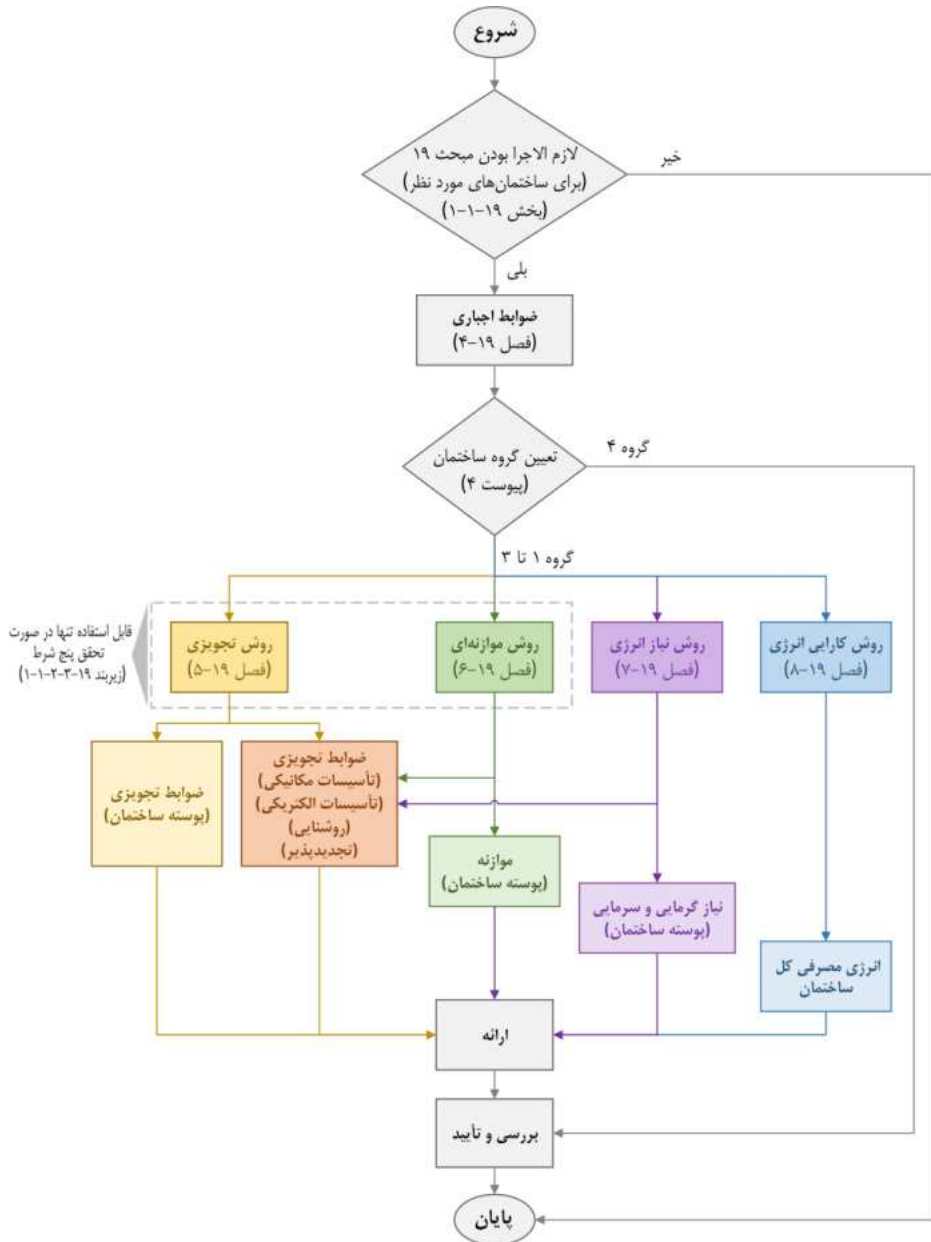 شروع
لازم الاجرا بودن مبحث ۱۹
(برای ساختمان‌های مورد نظر)
(بخش ۱۹-۱-۱)
خیر
بلی
ضوابط اجباری
(فصل ۱۹-۴)
تعیین گروه ساختمان
(پیوست ۴)
گروه ۴
گروه ۱ تا ۳
روش کارایی انرژی
(فصل ۱۹-۸)
روش نیاز انرژی
(فصل ۱۹-۷)
روش موازنه‌ای
(فصل ۱۹-۶)
روش تجویزی
(فصل ۱۹-۵)
قابل استفاده تنها در صورت
تحقق پنج شرط
(زیربند ۱۹-۳-۲-۱-۱)
ضوابط تجویزی
(تأسیسات مکانیکی)
(تأسیسات الکتریکی)
(روشنایی)
(تجدیدپذیر)
ضوابط تجویزی
(پوسته ساختمان)
موازنه
(پوسته ساختمان)
نیاز گرمایی و سرمایی
(پوسته ساختمان)
انرژی مصرفی کل
ساختمان
ارائه
بررسی و تأیید
پایان